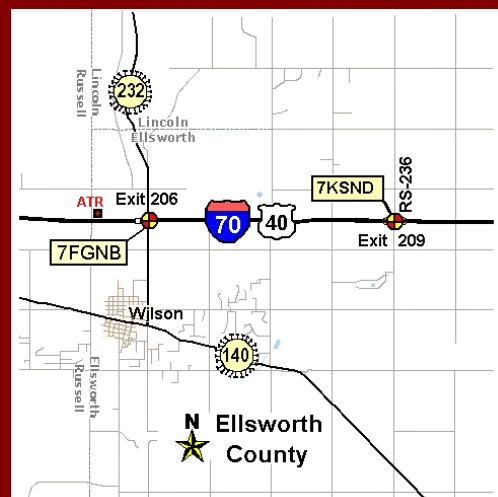 232
Lincoln
Russell
Lincoln
Ellsworth
ATR
Exit 206
7KSND
RS-236
70
40
7FGNB
Exit 209
Wilson
140
Ellsworth
Russell
N
Ellsworth
County